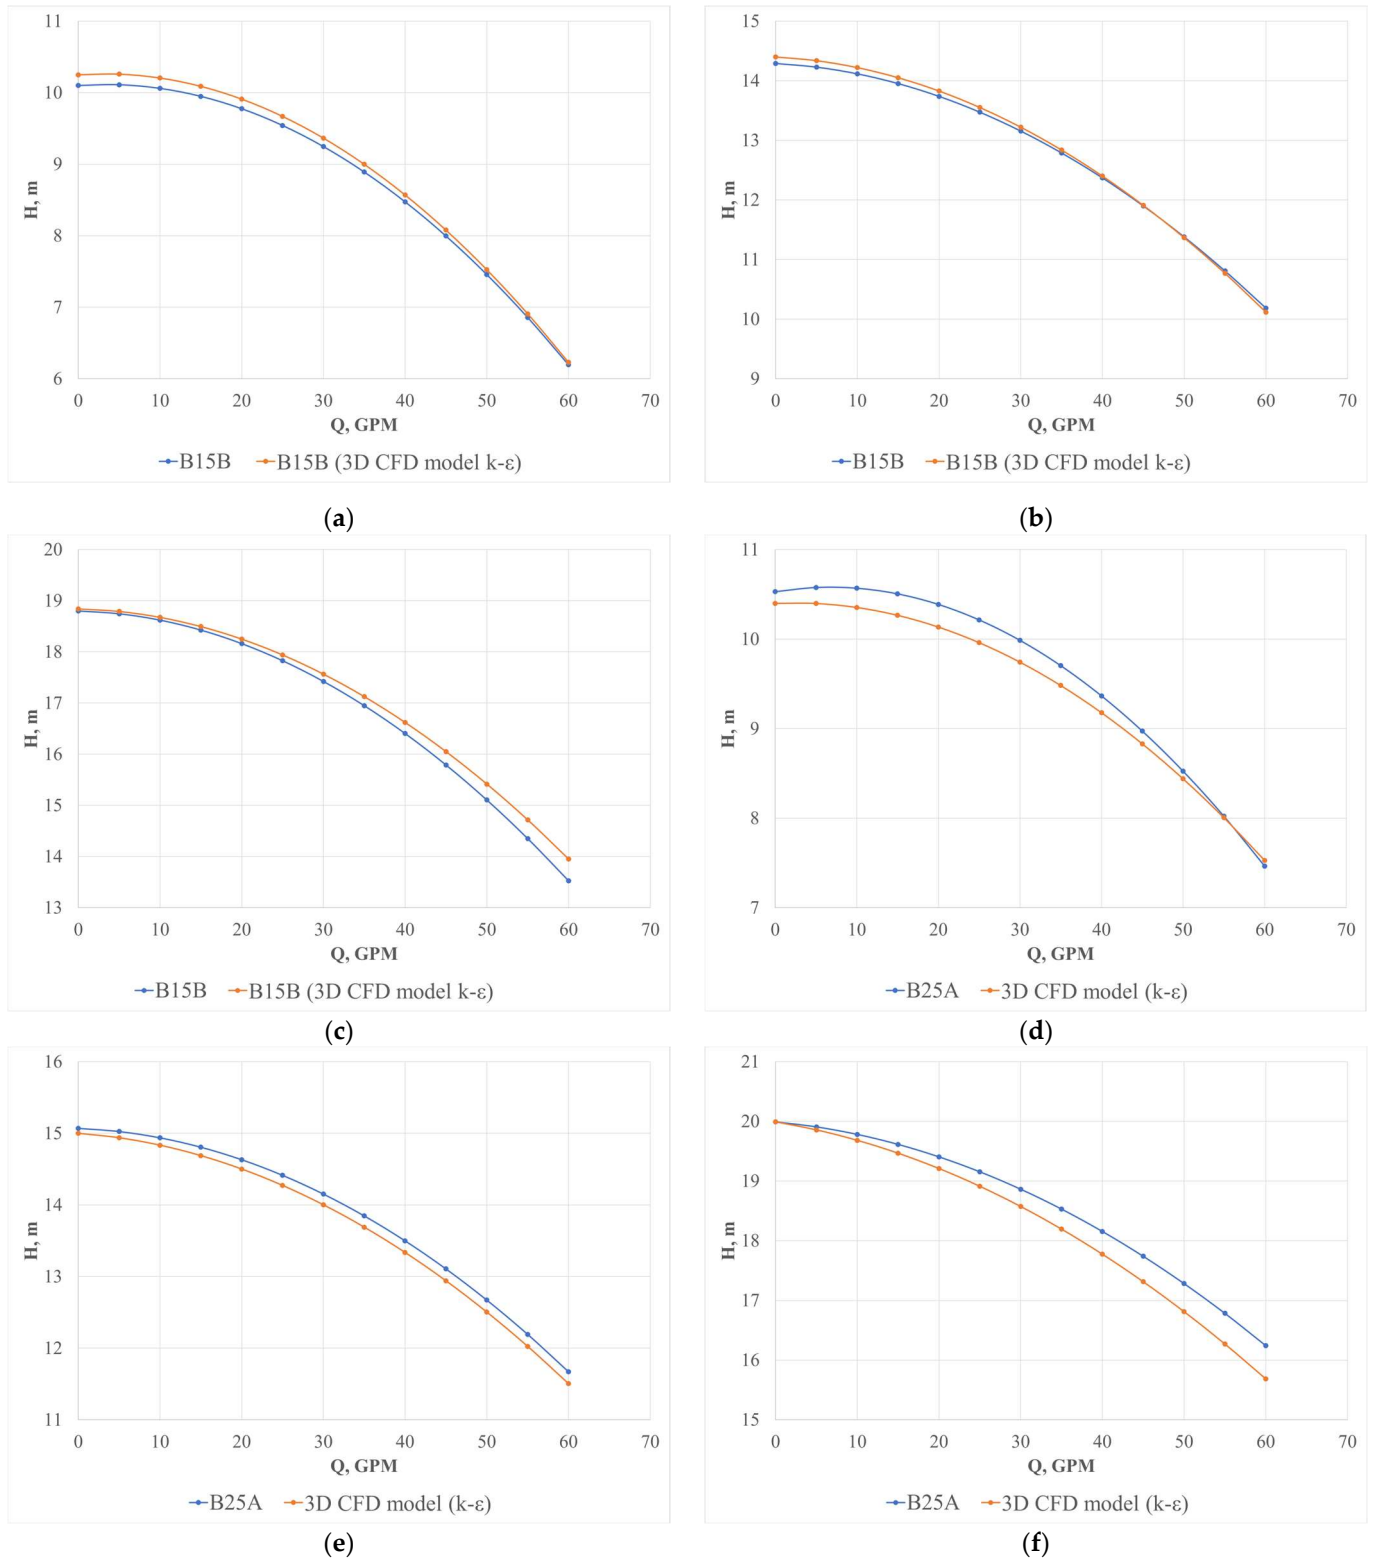 11
10
9
8
7
6
H, m
0 10 20 30 40 50 60 70
Q, GPM
B15B B15B (3D CFD model k-ε)
(a)
15
14
13
12
11
10
9
H, m
0 10 20 30 40 50 60 70
Q, GPM
B15B B15B (3D CFD model k-ε)
(b)
20
19
18
17
16
15
14
13
H, m
0 10 20 30 40 50 60 70
Q, GPM
B15B B15B (3D CFD model k-ε)
(c)
11
10
9
8
7
H, m
0 10 20 30 40 50 60 70
Q, GPM
B25A 3D CFD model (k-ε)
(d)
16
15
14
13
12
11
H, m
0 10 20 30 40 50 60 70
Q, GPM
B25A 3D CFD model (k-ε)
(e)
21
20
19
18
17
16
15
H, m
0 10 20 30 40 50 60 70
Q, GPM
B25A 3D CFD model (k-ε)
(f)